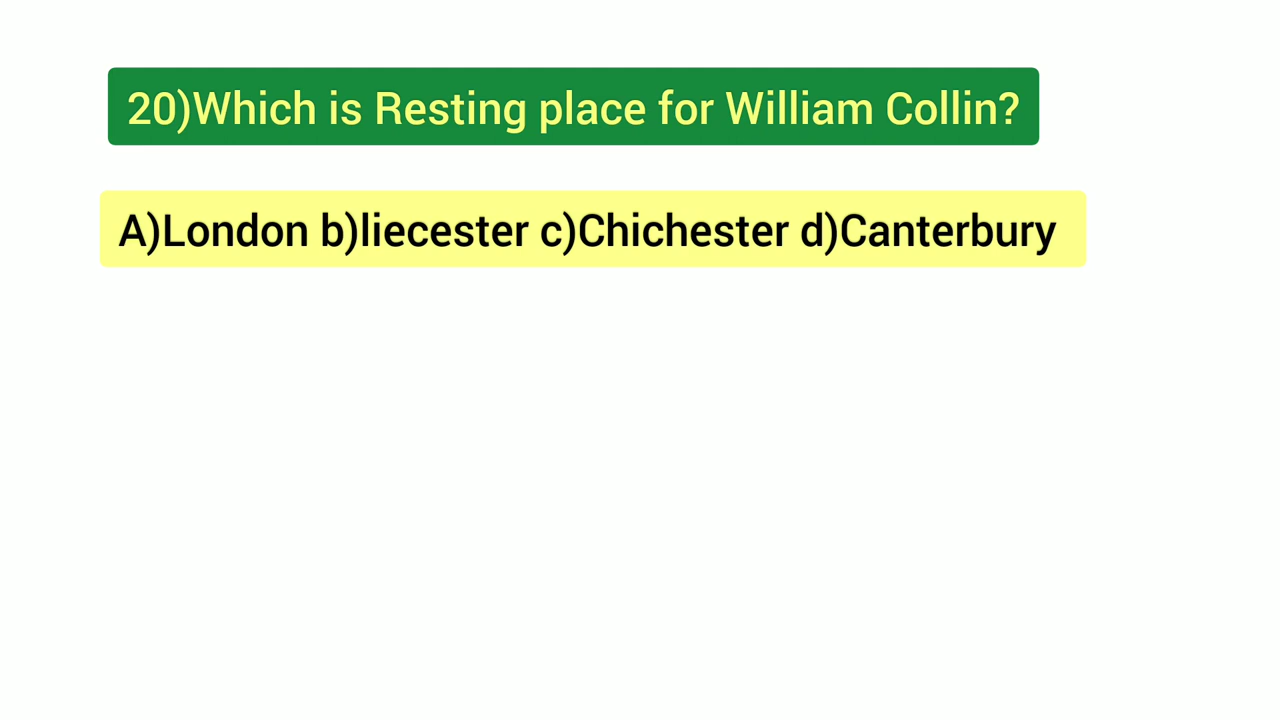 20)Which is Resting place for William Collin?
A)London b)liecester c)Chichester d)Canterbury